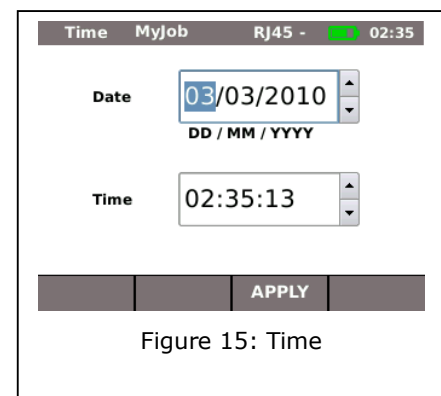 Time MyJob RJ45 - 02:35
Date 03/03/2010
DD / MM / YYYY
Time 02:35:13
APPLY
Figure 15: Time